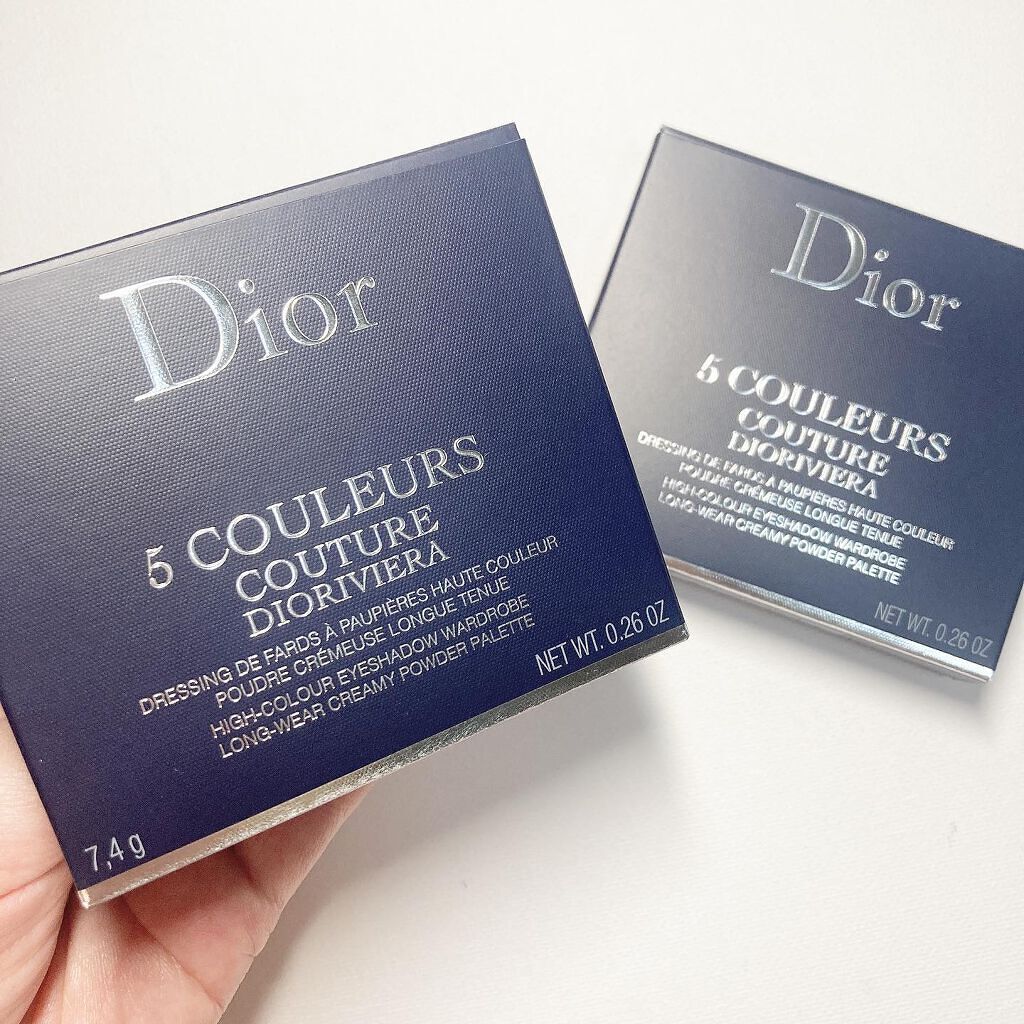 Dior
5 COULEURS
COUTURE
DIORIVIERA
DRESSING DE FARDS À PAUPIÈRES HAUTE COULEUR
POUDRE CRÉMEUSE LONGUE TENUE
HIGH-COLOUR EYESHADOW WARDROBE
LONG-WEAR CREAMY POWDER PALETTE
7,4 g
NET WT. 0.26 OZ
Dior
5 COULEURS
COUTURE
DIORIVIERA
DRESSING DE FARDS À PAUPIÈRES HAUTE COULEUR
POUDRE CRÉMEUSE LONGUE TENUE
HIGH-COLOUR EYESHADOW WARDROBE
LONG-WEAR CREAMY POWDER PALETTE
NET WT. 0.26 OZ